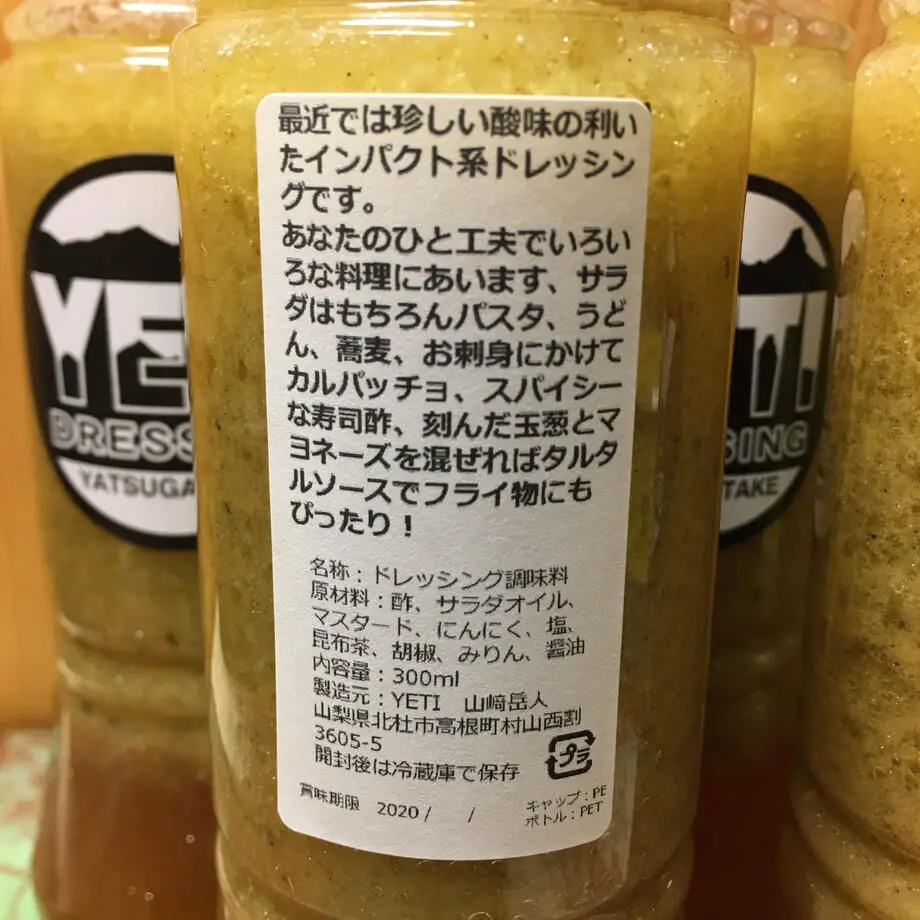 最近では珍しい酸味の利い
たインパクト系ドレッシン
グです。
あなたのひと工夫でいろい
ろな料理にあいます、サラ
ダはもちろんパスタ、うど
ん、蕎麦、お刺身にかけて
カルパッチョ、スパイシー
な寿司酢、刻んだ玉葱とマ
ヨネーズを混ぜればタルタ
ルソースでフライ物にも
ぴったり！
名称：ドレッシング調味料
原材料：酢、サラダオイル、
マスタード、にんにく、塩、
昆布茶、胡椒、みりん、醤油
内容量：300ml
製造元：YETI 山﨑岳人
山梨県北杜市高根町村山西割
3605-5
開封後は冷蔵庫で保存
プラ
賞味期限 2020/ /
キャップ：PE
ボトル：PET
YE
DRESS
YATSUGA
TI
SING
TAKE